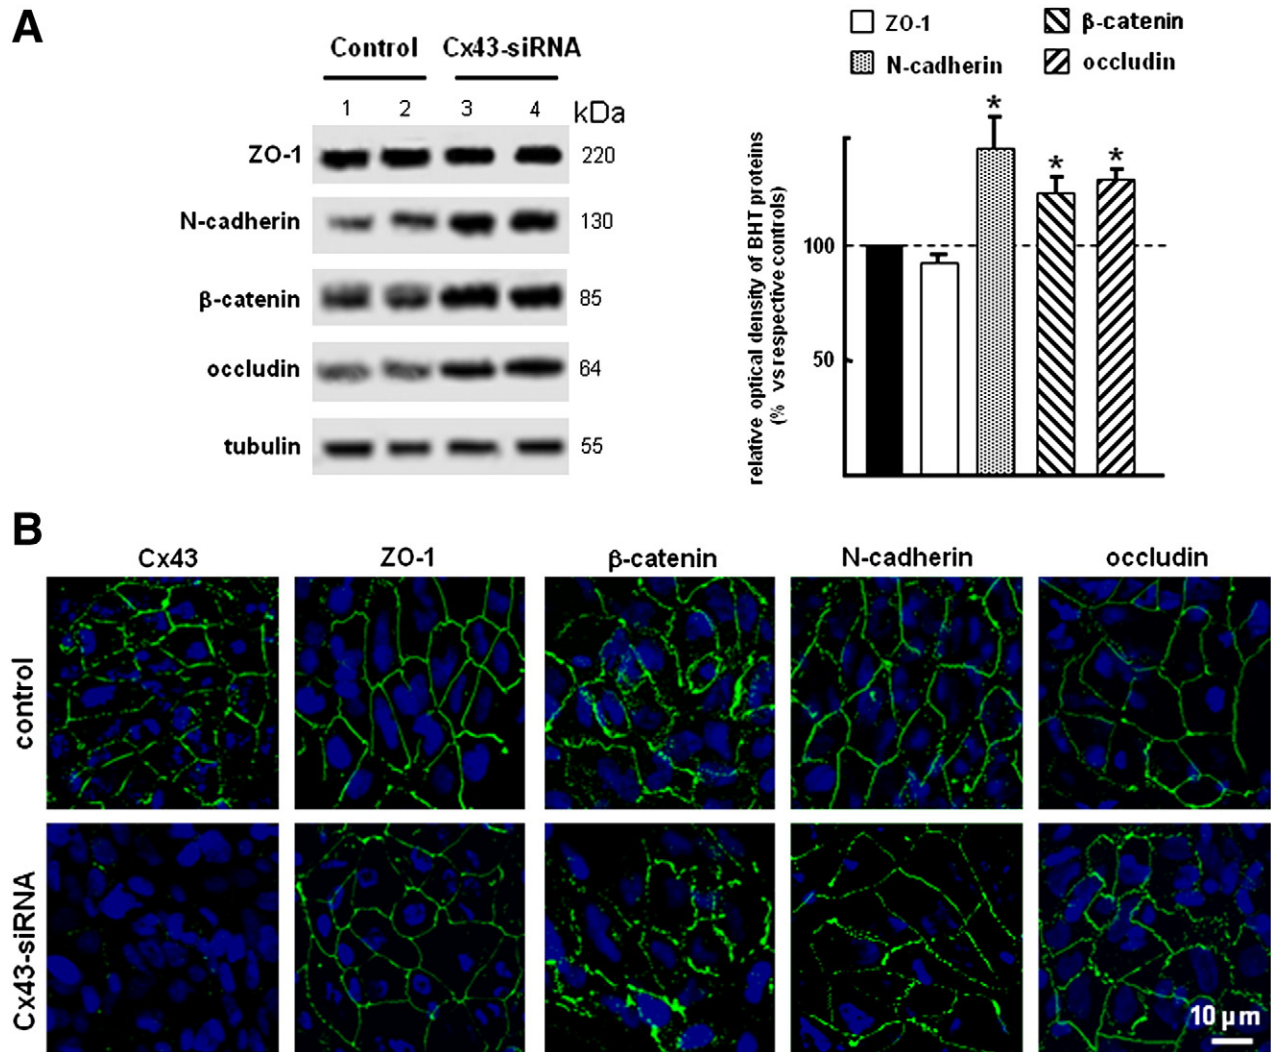 A
Control Cx43-siRNA
1 2 3 4 kDa
ZO-1 220
N-cadherin 130
β-catenin 85
occludin 64
tubulin 55
ZO-1 β-catenin
N-cadherin occludin
relative optical density of BHT proteins
(% vs respective controls)
* * *
100
50
B
Cx43 ZO-1 β-catenin N-cadherin occludin
control
Cx43-siRNA
10 µm